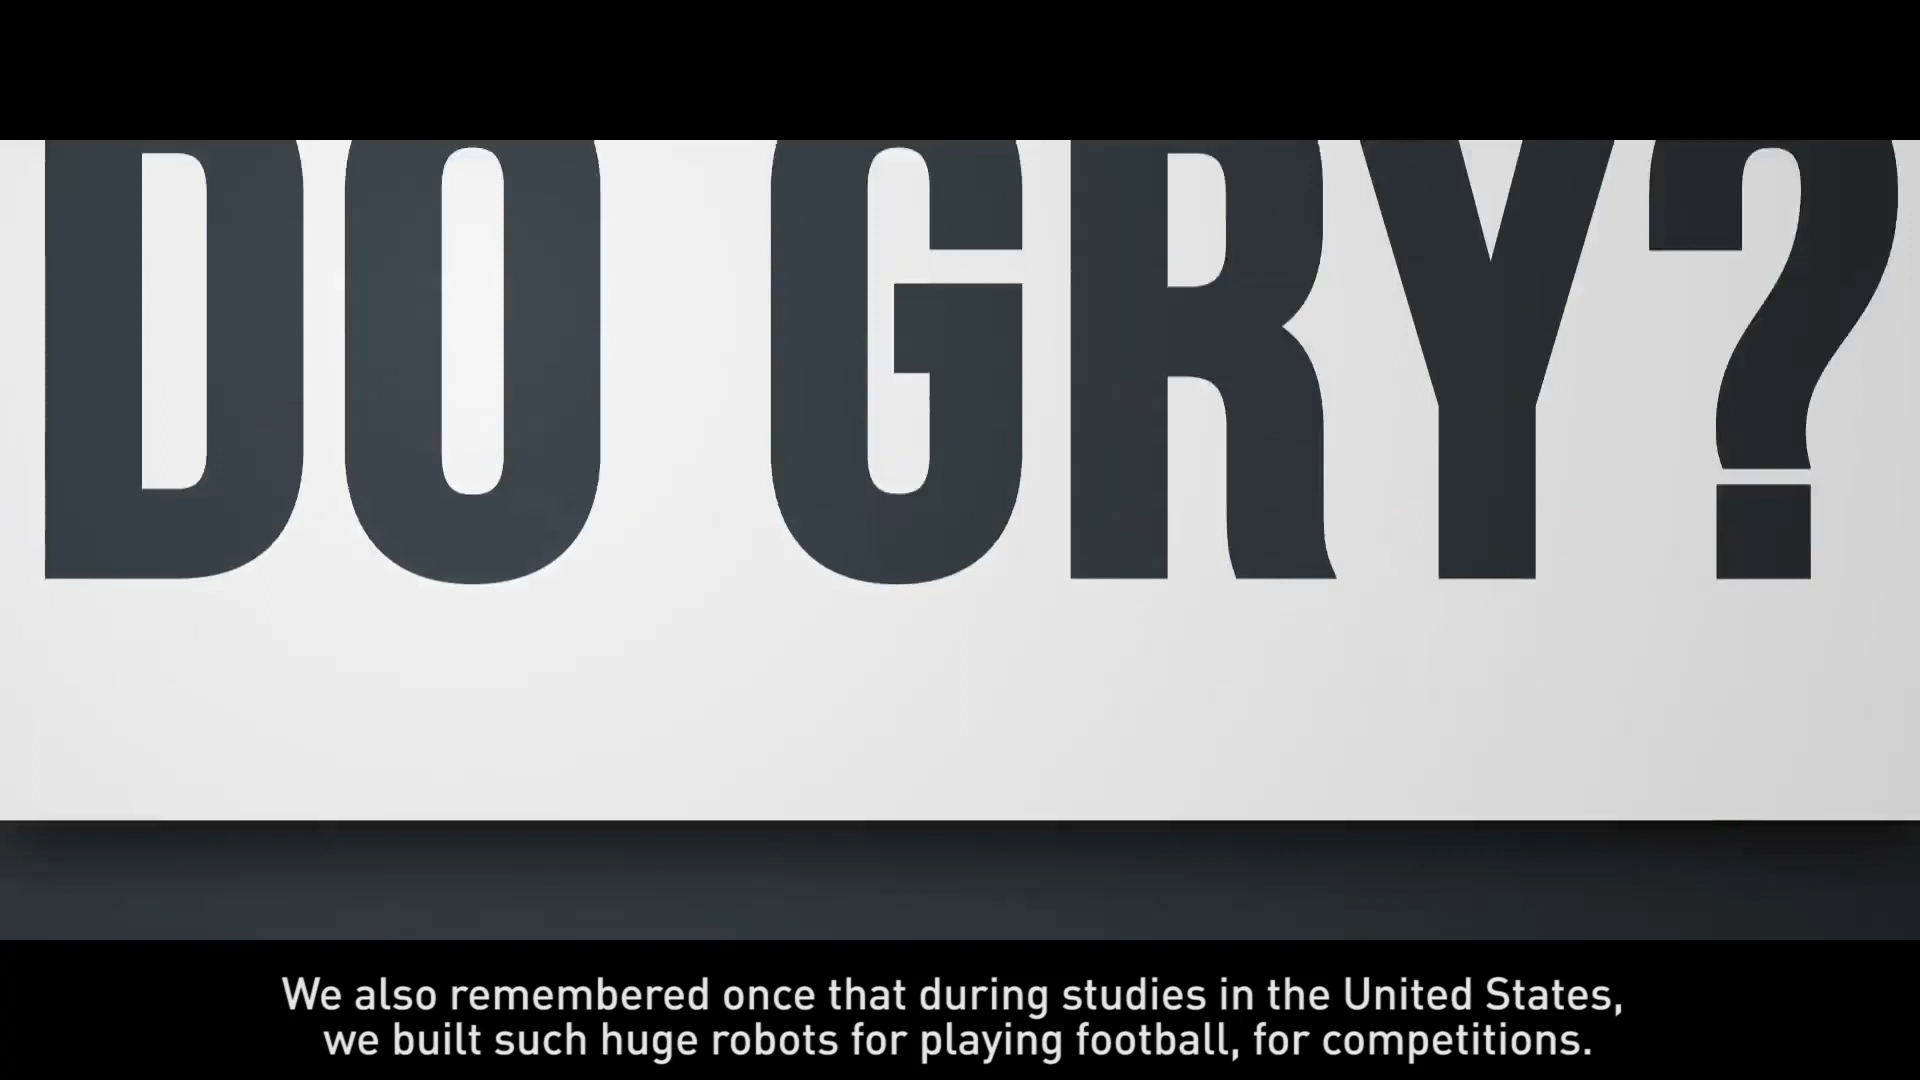 DO GRY?
We also remembered once that during studies in the United States,
we built such huge robots for playing football, for competitions.